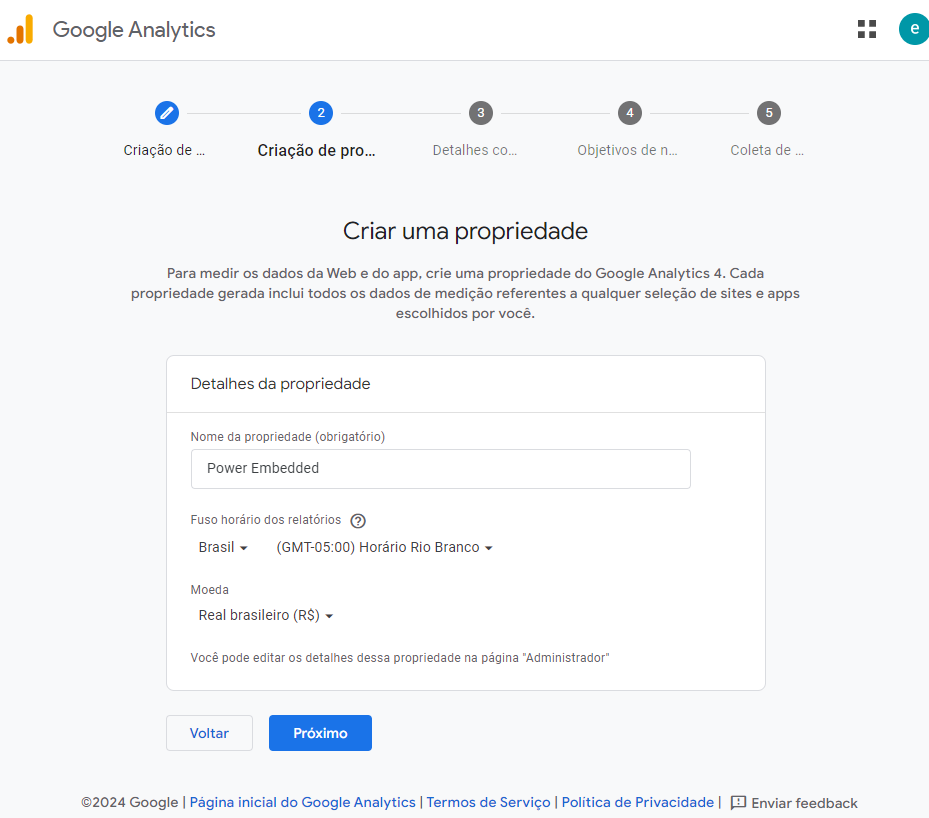 Google Analytics
e
2
3
4
5
Criação de ...
Criação de pro...
Detalhes co...
Objetivos de n...
Coleta de ...
Criar uma propriedade
Para medir os dados da Web e do app, crie uma propriedade do Google Analytics 4. Cada
propriedade gerada inclui todos os dados de medição referentes a qualquer seleção de sites e apps
escolhidos por você.
Detalhes da propriedade
Nome da propriedade (obrigatório)
Power Embedded
Fuso horário dos relatórios ?
Brasil (GMT-05:00) Horário Rio Branco
Moeda
Real brasileiro (R$)
Você pode editar os detalhes dessa propriedade na página "Administrador"
Voltar
Próximo
©2024 Google | Página inicial do Google Analytics | Termos de Serviço | Política de Privacidade | Enviar feedback